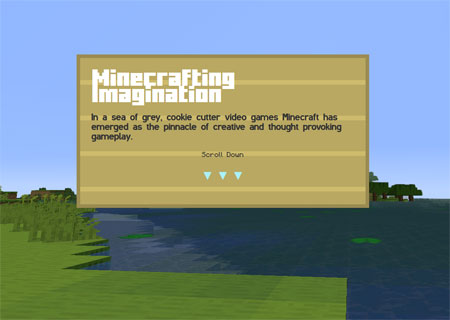 Minecrafting
Imagination
In a sea of grey, cookie cutter video games Minecraft has
emerged as the pinnacle of creative and thought provoking
gameplay.
Scroll Down